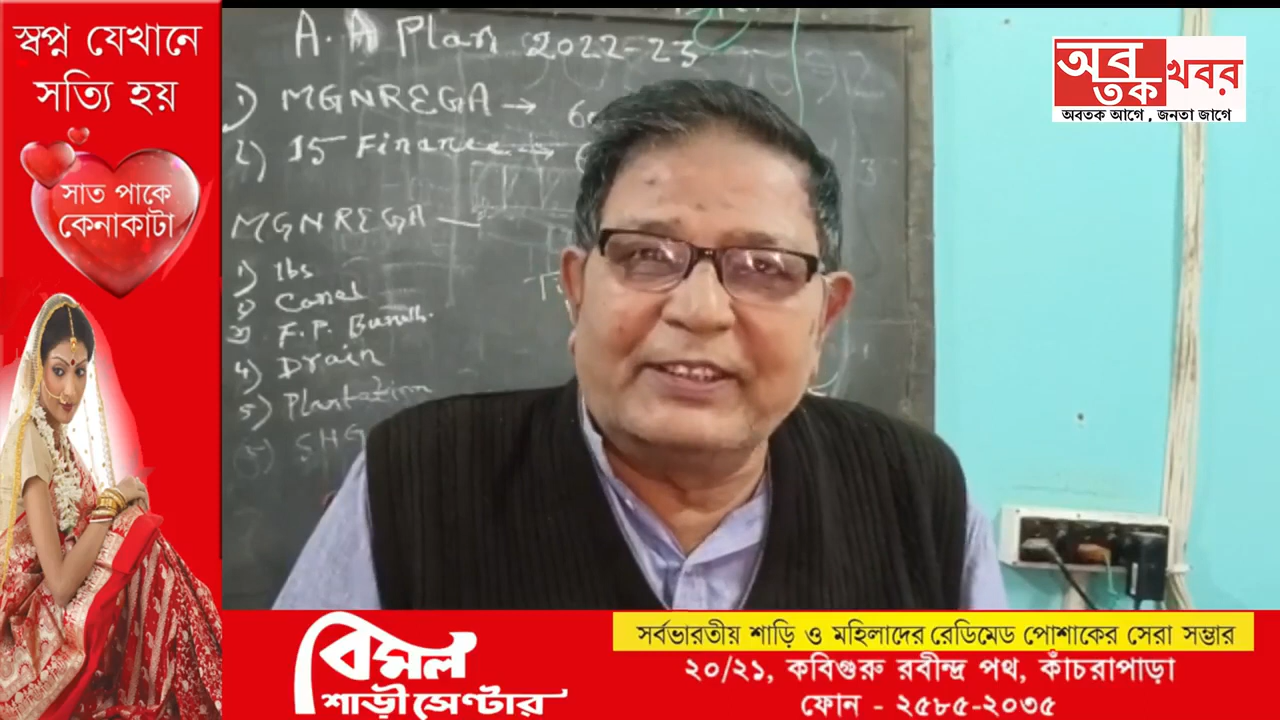 স্বপ্ন যেখানে
সত্যি হয়
সাত পাকে
কেনাকাটা
A. A Plan 2022-23
1) MGNREGA →
2) 15 Finance →
MGNREGA —
1) Ibs
2) Canal
3) F.P. Bundh.
4) Drain
5) Plantation
SHG
অব
তক
খবর
অবতক আগে , জনতা জাগে
বিমল
শাড়ী সেণ্টার
সর্বভারতীয় শাড়ি ও মহিলাদের রেডিমেড পোশাকের সেরা সম্ভার
২০/২১, কবিগুরু রবীন্দ্র পথ, কাঁচরাপাড়া
ফোন - ২৫৮৫-২০৩৫